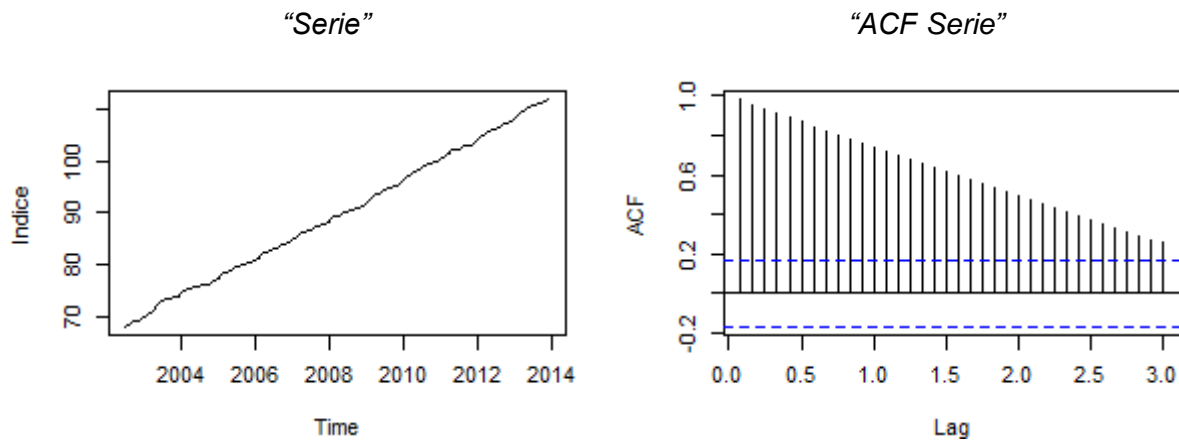 “Serie”
Indice
70 80 90 100
2004 2006 2008 2010 2012 2014
Time
“ACF Serie”
ACF
-0.2 0.2 0.6 1.0
0.0 0.5 1.0 1.5 2.0 2.5 3.0
Lag